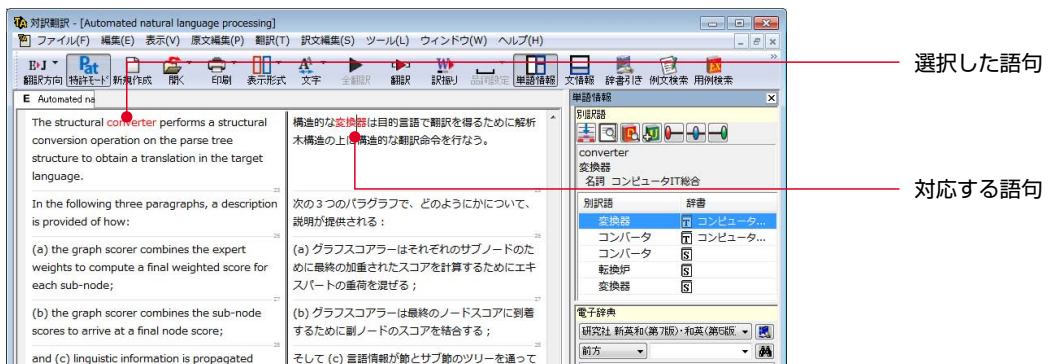 対訳翻訳 - [Automated natural language processing]
ファイル(F) 編集(E) 表示(V) 原文編集(P) 翻訳(T) 訳文編集(S) ツール(L) ウィンドウ(W) ヘルプ(H)
翻訳方向 特許モード 新規作成 開く 印刷 表示形式 文字 全翻訳 翻訳 訳振り 品詞設定 単語情報 文情報 辞書引き 例文検索 用例検索
選択した語句
E Automated na
The structural converter performs a structural
conversion operation on the parse tree
structure to obtain a translation in the target
language.
25
In the following three paragraphs, a description
is provided of how:
26
(a) the graph scorer combines the expert
weights to compute a final weighted score for
each sub-node;
27
(b) the graph scorer combines the sub-node
scores to arrive at a final node score;
28
and (c) linguistic information is propagated
構造的な変換器は目的言語で翻訳を得るために解析
木構造の上に構造的な翻訳命令を行なう。
25
次の3つのパラグラフで、どのようにかについて、
説明が提供される：
26
(a) グラフスコアラーはそれぞれのサブノードのた
めに最終の加重されたスコアを計算するためにエキ
スパートの重荷を混ぜる；
27
(b) グラフスコアラーは最終のノードスコアに到着
するために副ノードのスコアを結合する；
28
そして (c) 言語情報が節とサブ節のツリーを通って
単語情報
別訳語
converter
変換器
名詞 コンピュータIT総合
対応する語句
別訳語 辞書
変換器 コンピュータ...
コンバータ コンピュータ...
コンバータ S
転換炉 S
変換器 S
電子辞典
研究社 新英和(第7版)・和英(第5版
前方